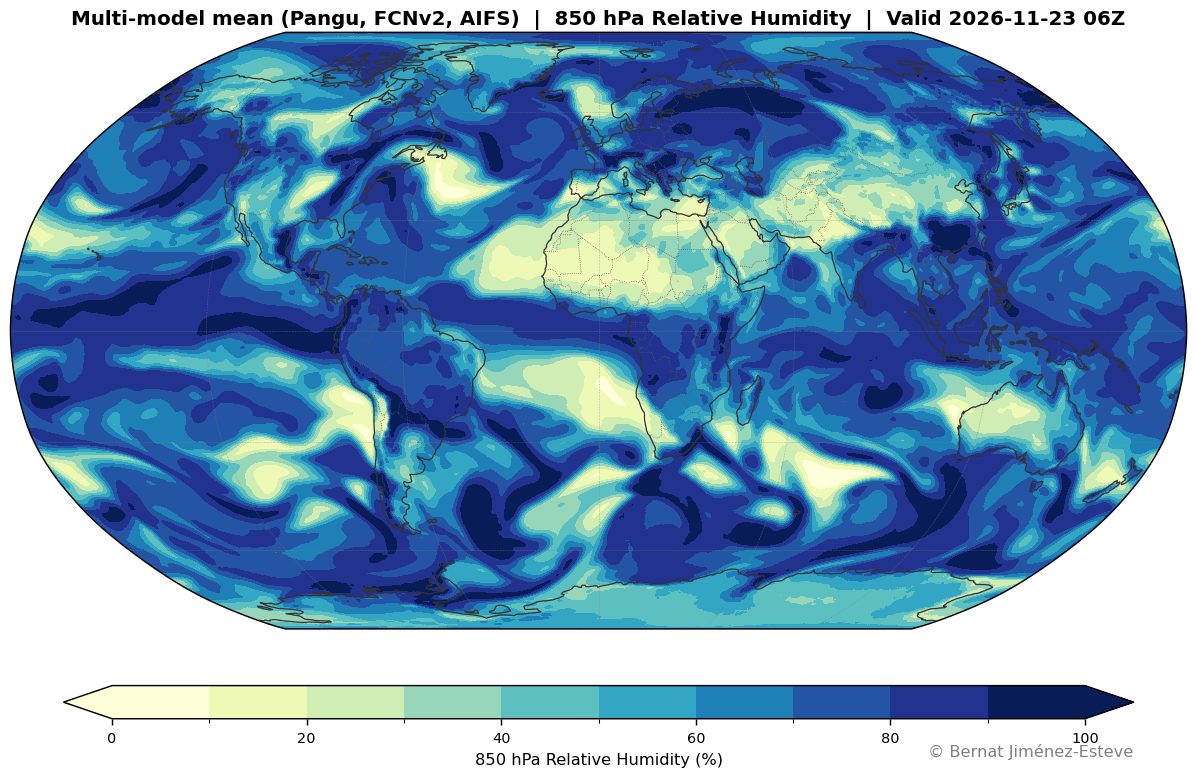 Multi-model mean (Pangu, FCNv2, AIFS) | 850 hPa Relative Humidity | Valid 2026-11-23 06Z
0 20 40 60 80 100
850 hPa Relative Humidity (%)
© Bernat Jiménez-Esteve